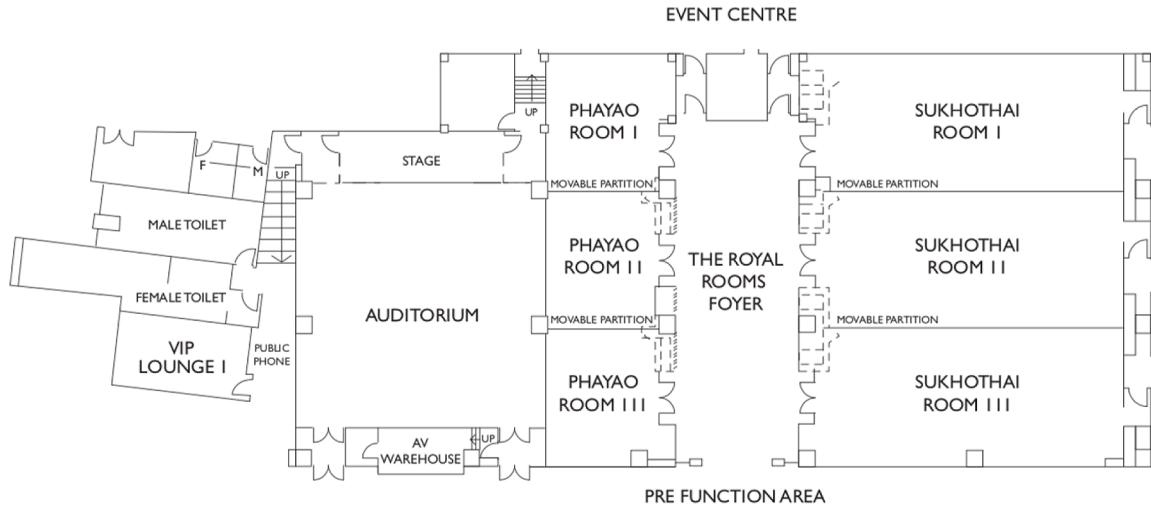 EVENT CENTRE
PHAYAO
ROOM I
SUKHOTHAI
ROOM I
UP
STAGE
F
M
UP
MOVABLE PARTITION
MOVABLE PARTITION
MALE TOILET
PHAYAO
ROOM II
THE ROYAL
ROOMS
FOYER
SUKHOTHAI
ROOM II
FEMALE TOILET
AUDITORIUM
MOVABLE PARTITION
MOVABLE PARTITION
VIP
LOUNGE I
PUBLIC
PHONE
PHAYAO
ROOM III
SUKHOTHAI
ROOM III
AV
WAREHOUSE
UP
PRE FUNCTION AREA